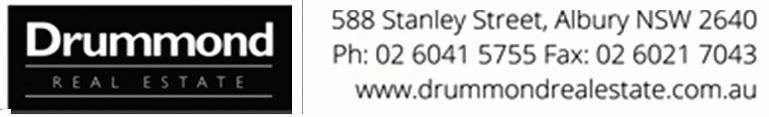 Drummond
REAL ESTATE
588 Stanley Street, Albury NSW 2640
Ph: 02 6041 5755 Fax: 02 6021 7043
www.drummondrealestate.com.au